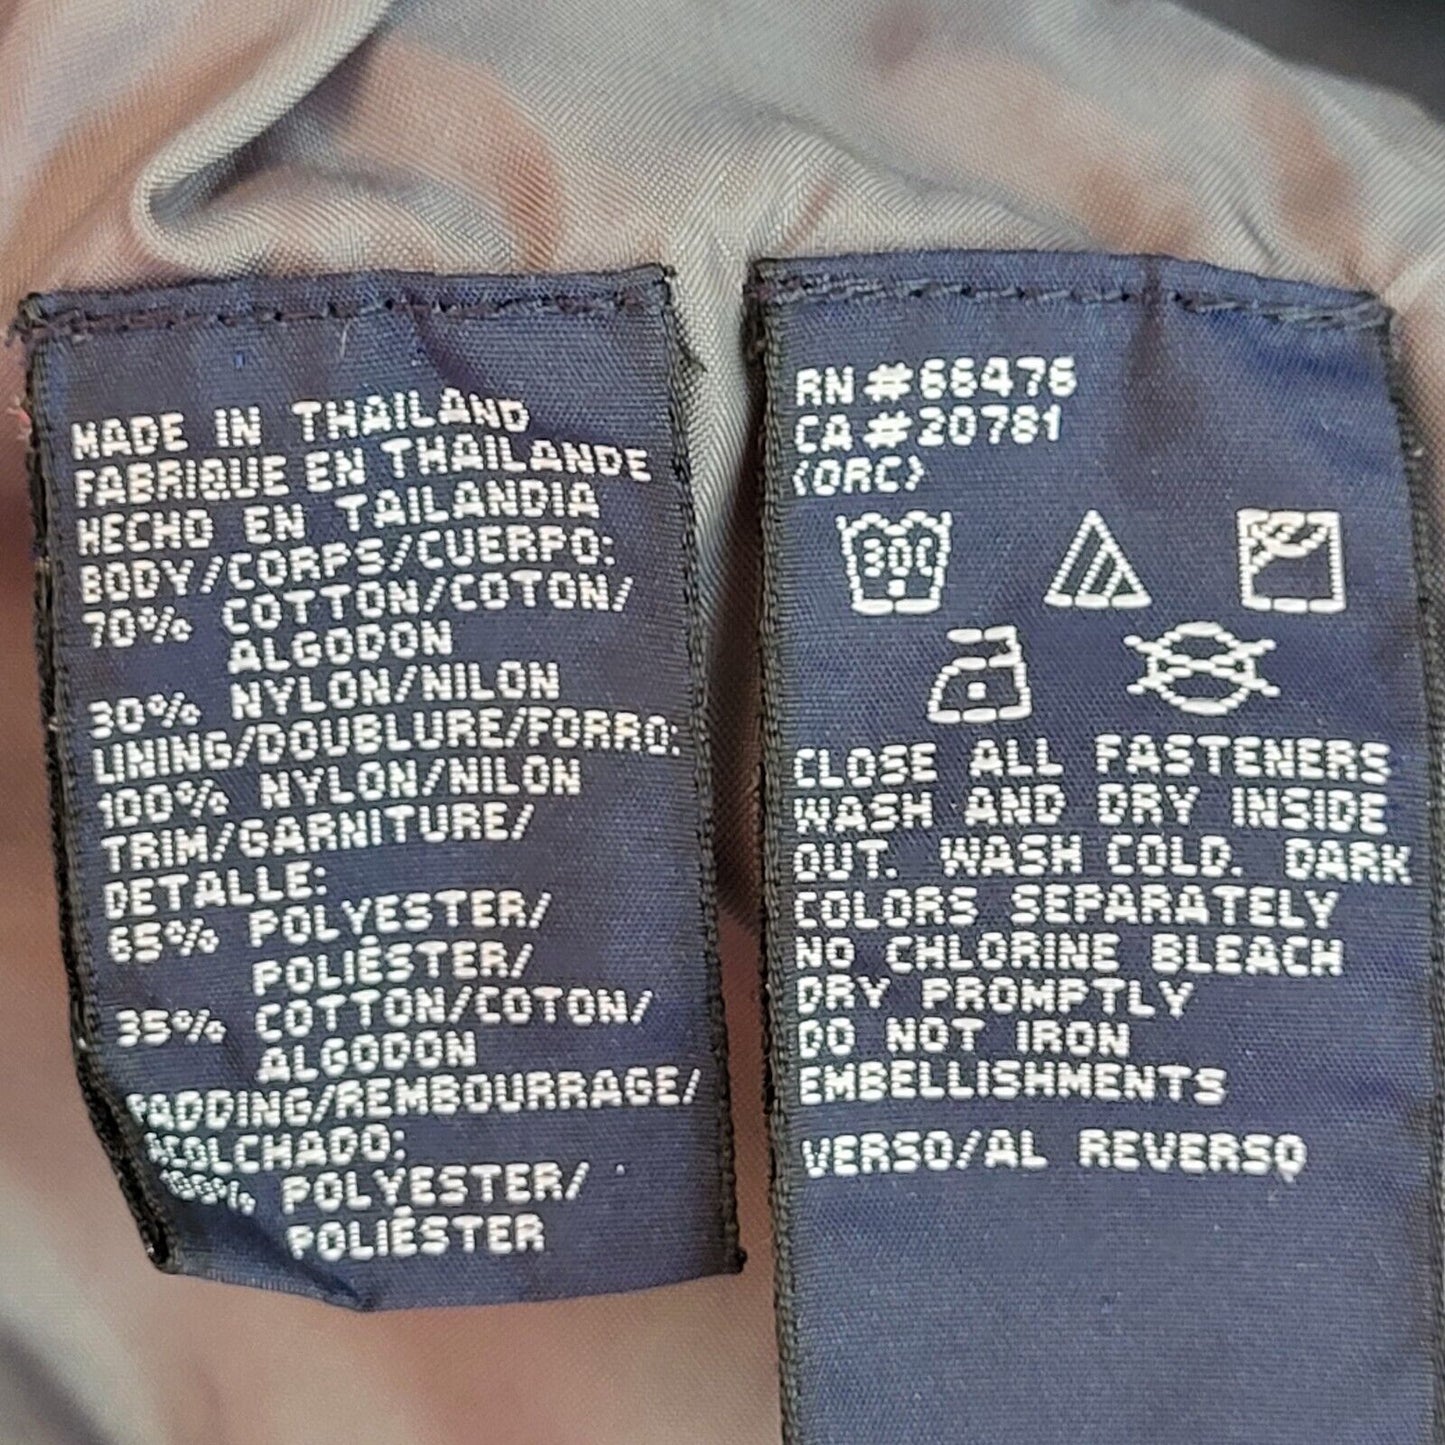 MADE IN THAILAND
FABRIQUE EN THAILANDE
HECHO EN TAILANDIA
BODY/CORPS/CUERPO:
70% COTTON/COTON/
ALGODON
30% NYLON/NILON
LINING/DOUBLURE/FORRO:
100% NYLON/NILON
TRIM/GARNITURE/
DETALLE:
65% POLYESTER/
POLIÉSTER/
35% COTTON/COTON/
ALGODON
PADDING/REMBOURRAGE/
ACOLCHADO:
100% POLYESTER/
POLIÉSTER
RN #66476
CA #20781
(ORC)
30C
CLOSE ALL FASTENERS
WASH AND DRY INSIDE
OUT. WASH COLD. DARK
COLORS SEPARATELY
NO CHLORINE BLEACH
DRY PROMPTLY
DO NOT IRON
EMBELLISHMENTS
VERSO/AL REVERSO